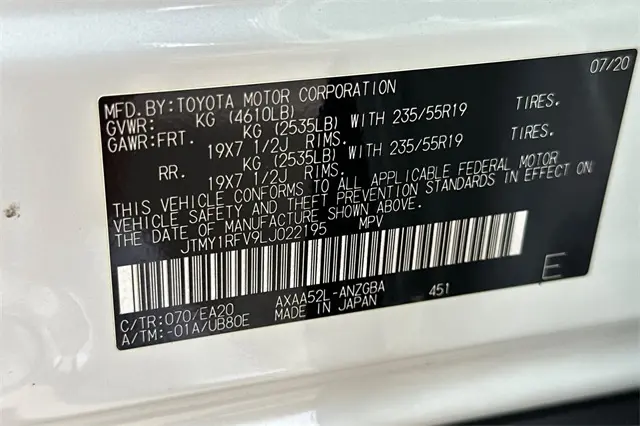 07/20
MFD.BY:TOYOTA MOTOR CORPORATION
GVWR: KG (4610LB)
GAWR:FRT. KG (2535LB) WITH 235/55R19 TIRES.
19X7 1/2J RIMS.
RR. KG (2535LB) WITH 235/55R19 TIRES.
19X7 1/2J RIMS.
THIS VEHICLE CONFORMS TO ALL APPLICABLE FEDERAL MOTOR
VEHICLE SAFETY AND THEFT PREVENTION STANDARDS IN EFFECT ON
THE DATE OF MANUFACTURE SHOWN ABOVE.
JTMY1RFV9LJ022195 MPV
E
C/TR:070/EA20 AXAA52L-ANZGBA 451
A/TM:-01A/UB80E MADE IN JAPAN